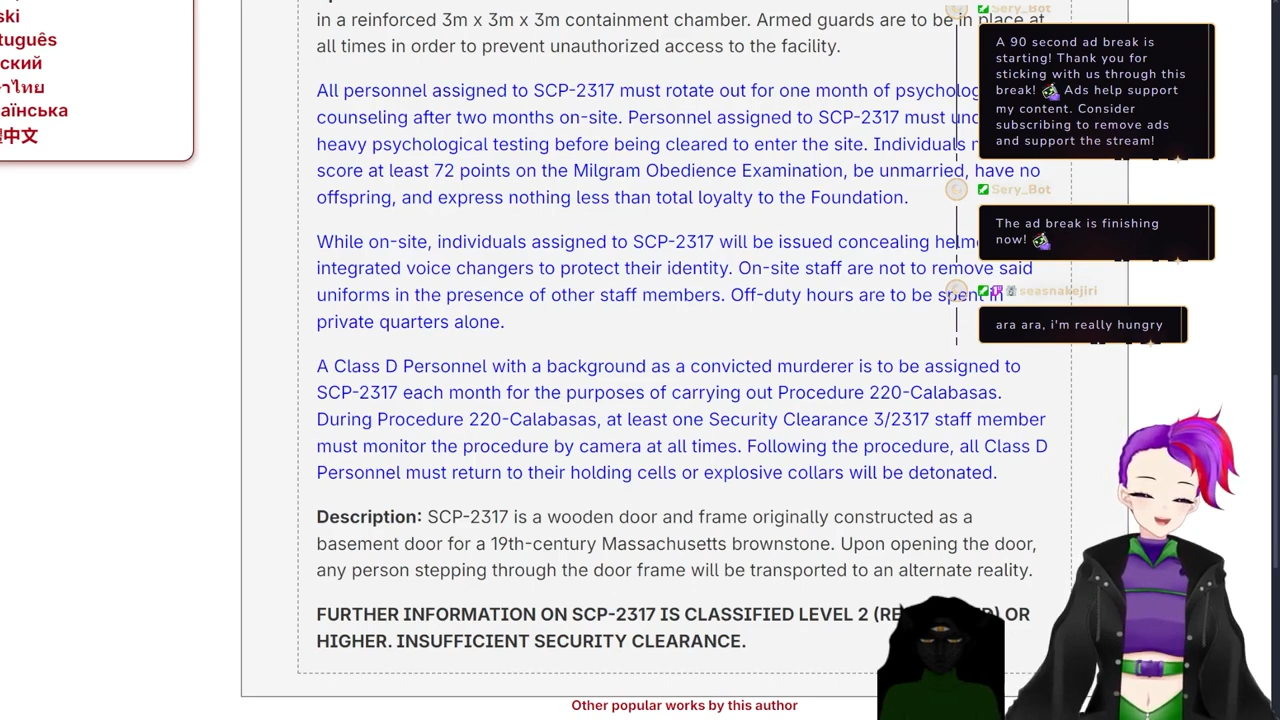 ski
tuguês
ский
าไทย
аїнська
中文
in a reinforced 3m x 3m x 3m containment chamber. Armed guards are to be in place at
all times in order to prevent unauthorized access to the facility.
All personnel assigned to SCP-2317 must rotate out for one month of
counseling after two months on-site. Personnel assigned to SCP-2317 must
heavy psychological testing before being cleared to enter the site. Individuals
score at least 72 points on the Milgram Obedience Examination, be unmarried, have no
offspring, and express nothing less than total loyalty to the Foundation.
While on-site, individuals assigned to SCP-2317 will be issued concealing
integrated voice changers to protect their identity. On-site staff are not to remove said
uniforms in the presence of other staff members. Off-duty hours are to be spent in
private quarters alone.
A Class D Personnel with a background as a convicted murderer is to be assigned to
SCP-2317 each month for the purposes of carrying out Procedure 220-Calabasas.
During Procedure 220-Calabasas, at least one Security Clearance 3/2317 staff member
must monitor the procedure by camera at all times. Following the procedure, all Class D
Personnel must return to their holding cells or explosive collars will be detonated.
Description: SCP-2317 is a wooden door and frame originally constructed as a
basement door for a 19th-century Massachusetts brownstone. Upon opening the door,
any person stepping through the door frame will be transported to an alternate reality.
FURTHER INFORMATION ON SCP-2317 IS CLASSIFIED LEVEL 2 OR
HIGHER. INSUFFICIENT SECURITY CLEARANCE.
Other popular works by this author
Sery_Bot
A 90 second ad break is
starting! Thank you for
sticking with us through this
break! Ads help support
my content. Consider
subscribing to remove ads
and support the stream!
Sery_Bot
The ad break is finishing
now!
seasnakejiri
ara ara, i'm really hungry